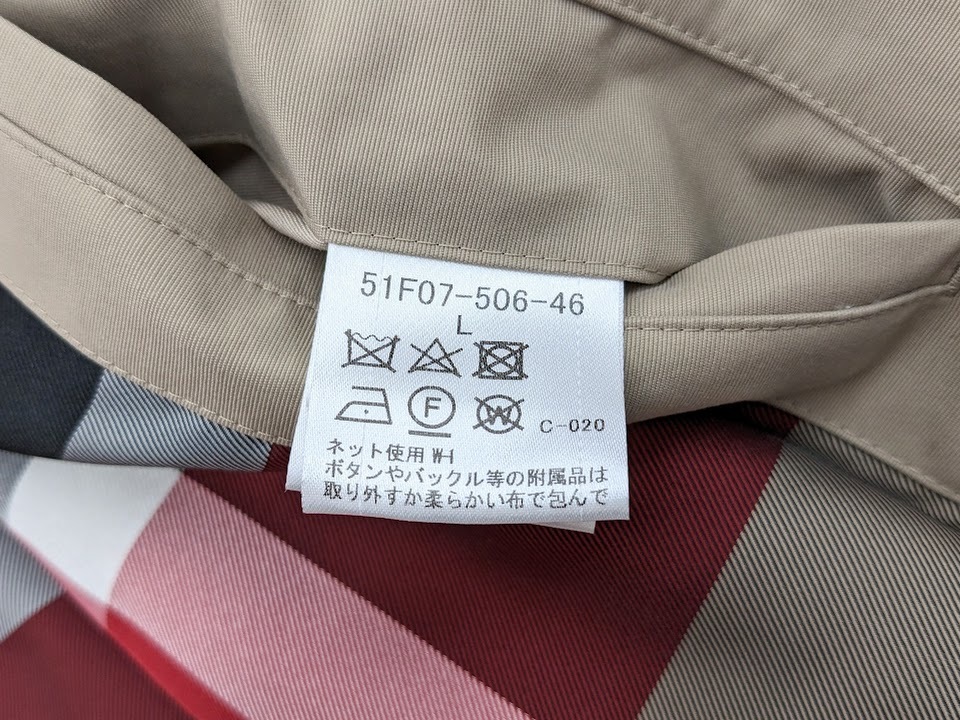 51F07-506-46
L
F
W
C-020
ネット使用 WH
ボタンやバックル等の附属品は
取り外すか柔らかい布で包んで